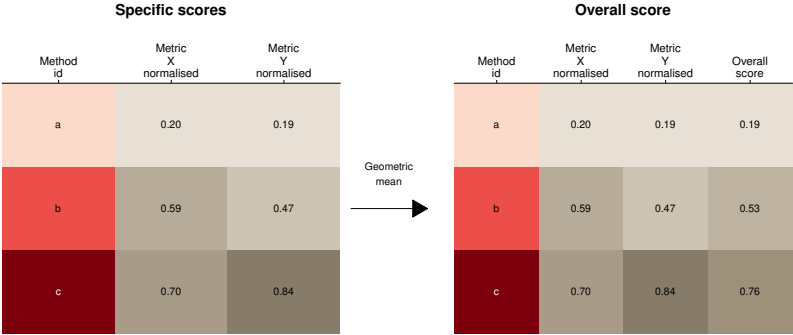 Specific scores
Method
id
Metric
X
normalised
Metric
Y
normalised
a
0.20
0.19
b
0.59
0.47
c
0.70
0.84
Geometric
mean
Overall score
Method
id
Metric
X
normalised
Metric
Y
normalised
Overall
score
a
0.20
0.19
0.19
b
0.59
0.47
0.53
c
0.70
0.84
0.76